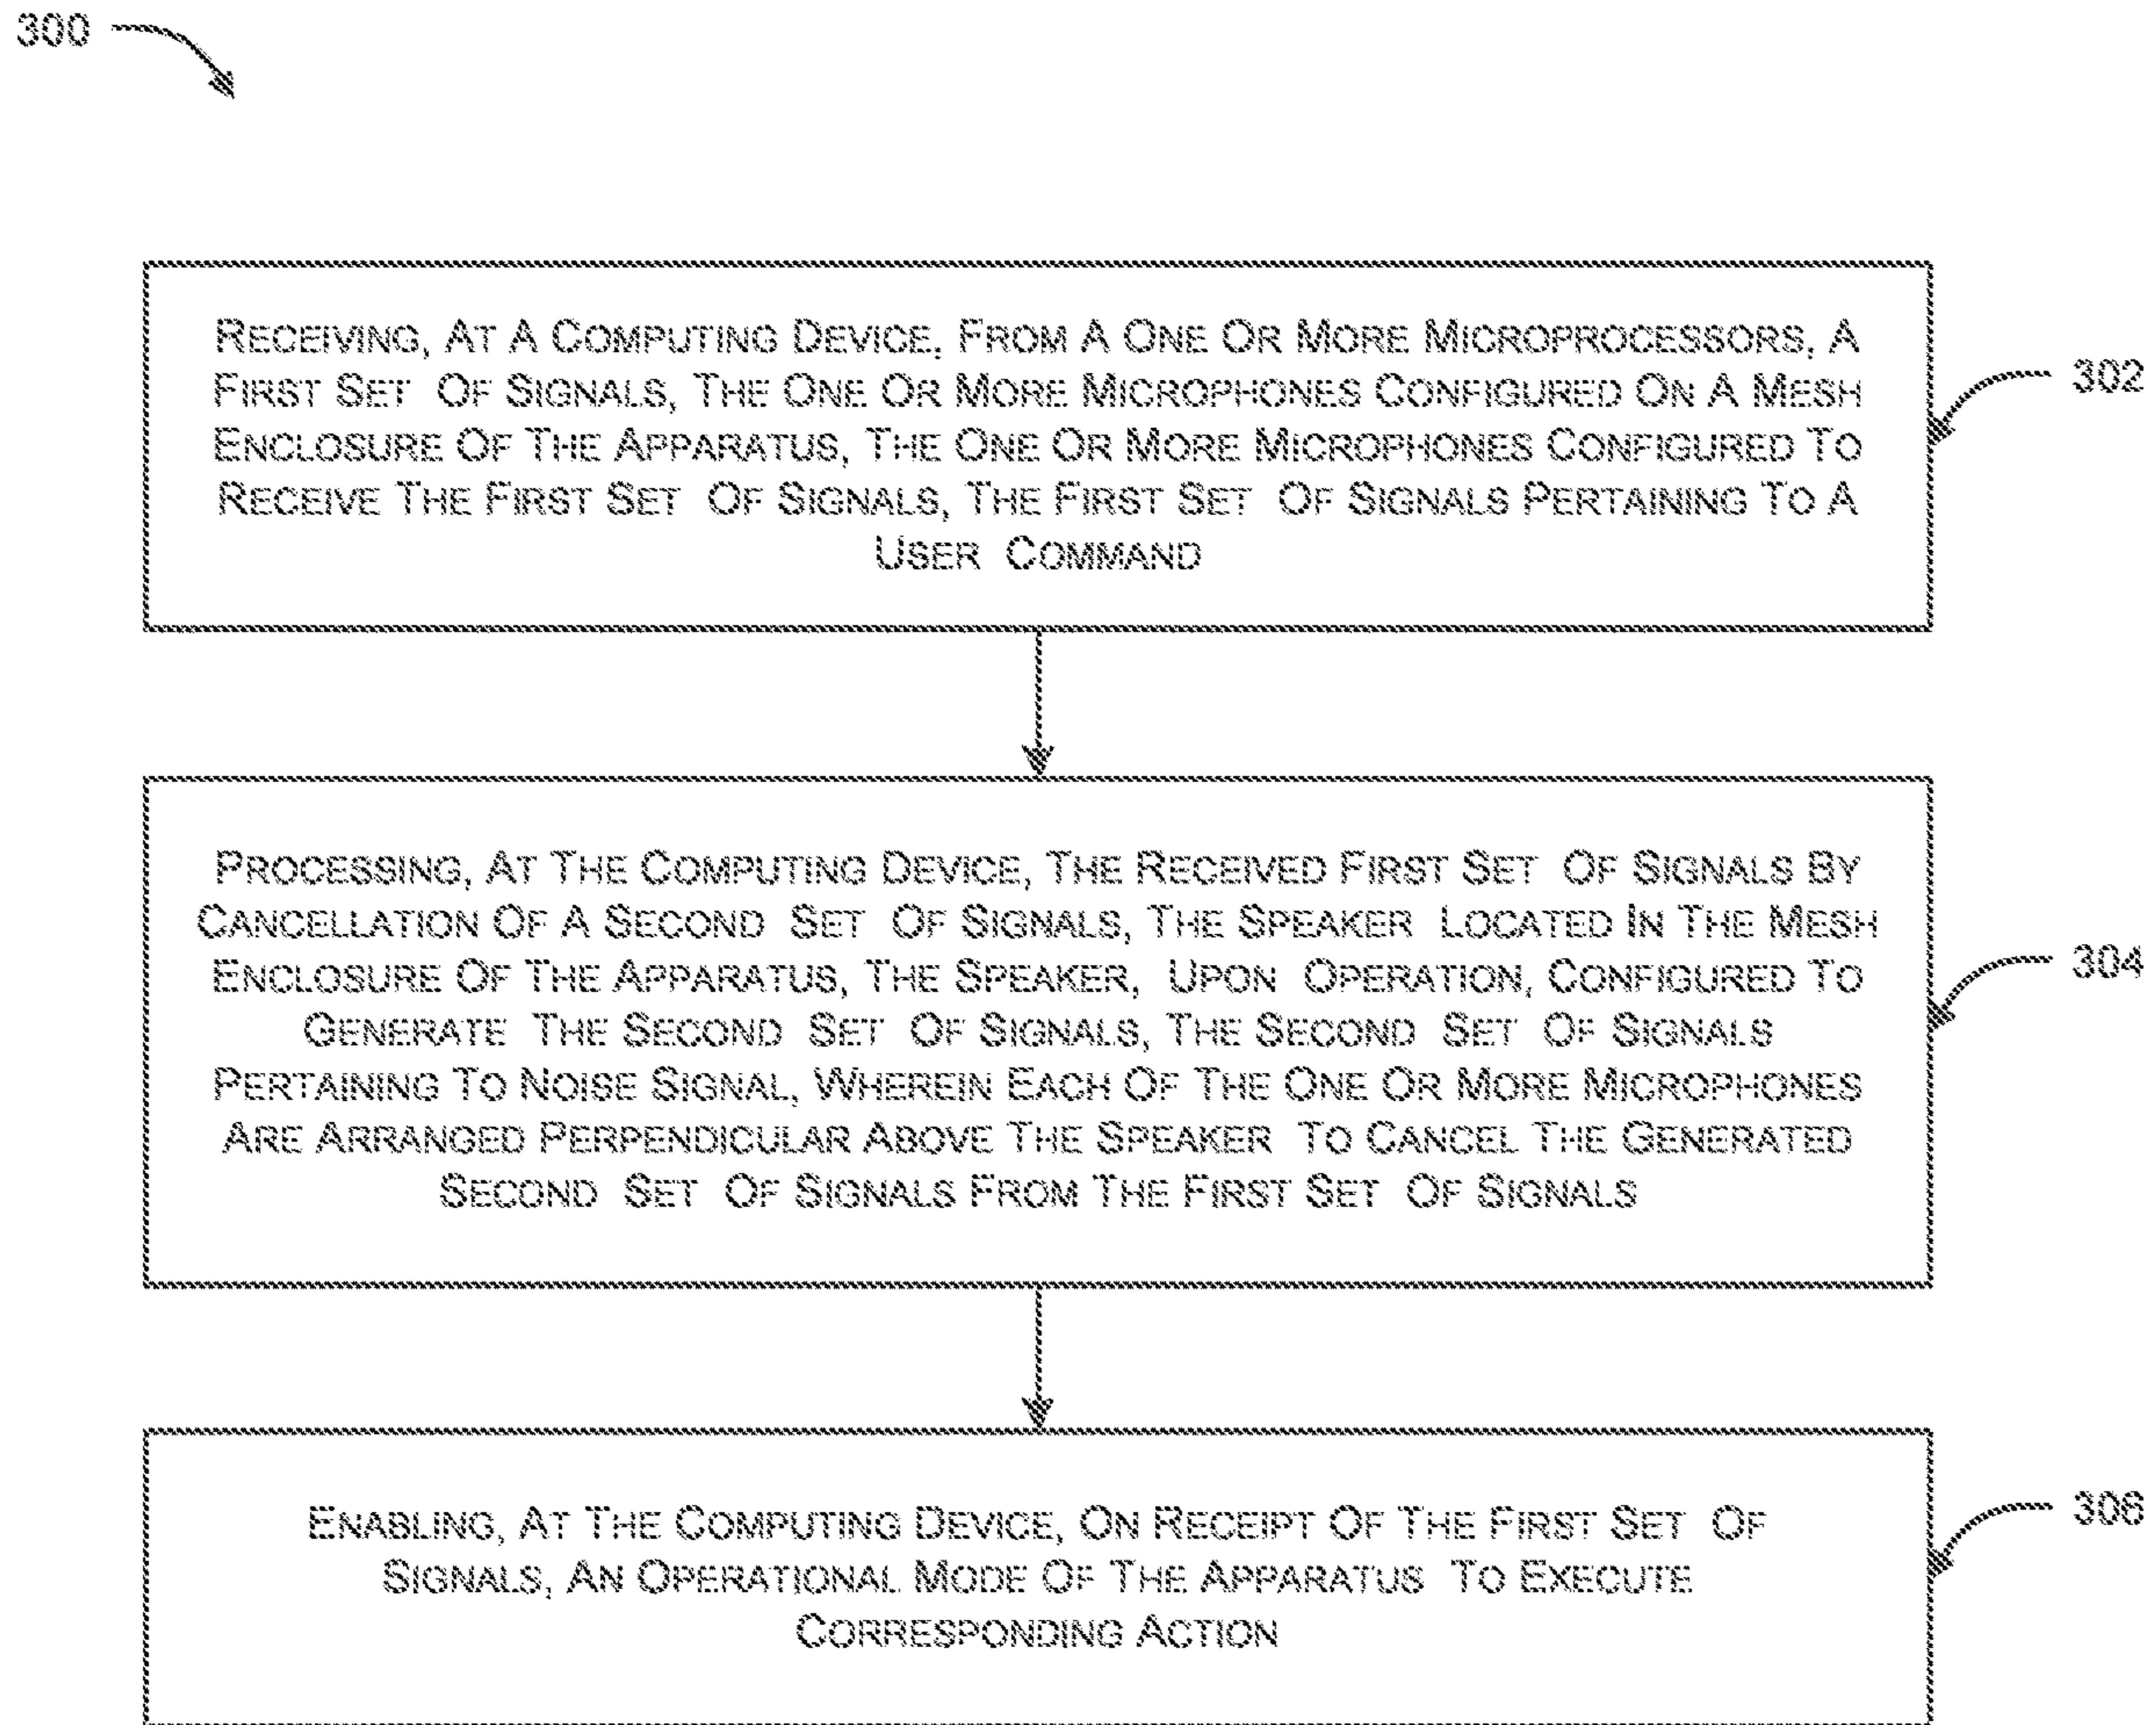 300
RECEIVING, AT A COMPUTING DEVICE, FROM A ONE OR MORE MICROPROCESSORS, A
FIRST SET OF SIGNALS, THE ONE OR MORE MICROPHONES CONFIGURED ON A MESH
ENCLOSURE OF THE APPARATUS, THE ONE OR MORE MICROPHONES CONFIGURED TO
RECEIVE THE FIRST SET OF SIGNALS, THE FIRST SET OF SIGNALS PERTAINING TO A
USER COMMAND
302
PROCESSING, AT THE COMPUTING DEVICE, THE RECEIVED FIRST SET OF SIGNALS BY
CANCELLATION OF A SECOND SET OF SIGNALS, THE SPEAKER LOCATED IN THE MESH
ENCLOSURE OF THE APPARATUS, THE SPEAKER, UPON OPERATION, CONFIGURED TO
GENERATE THE SECOND SET OF SIGNALS, THE SECOND SET OF SIGNALS
PERTAINING TO NOISE SIGNAL, WHEREIN EACH OF THE ONE OR MORE MICROPHONES
ARE ARRANGED PERPENDICULAR ABOVE THE SPEAKER TO CANCEL THE GENERATED
SECOND SET OF SIGNALS FROM THE FIRST SET OF SIGNALS
304
ENABLING, AT THE COMPUTING DEVICE, ON RECEIPT OF THE FIRST SET OF
SIGNALS, AN OPERATIONAL MODE OF THE APPARATUS TO EXECUTE
CORRESPONDING ACTION
306